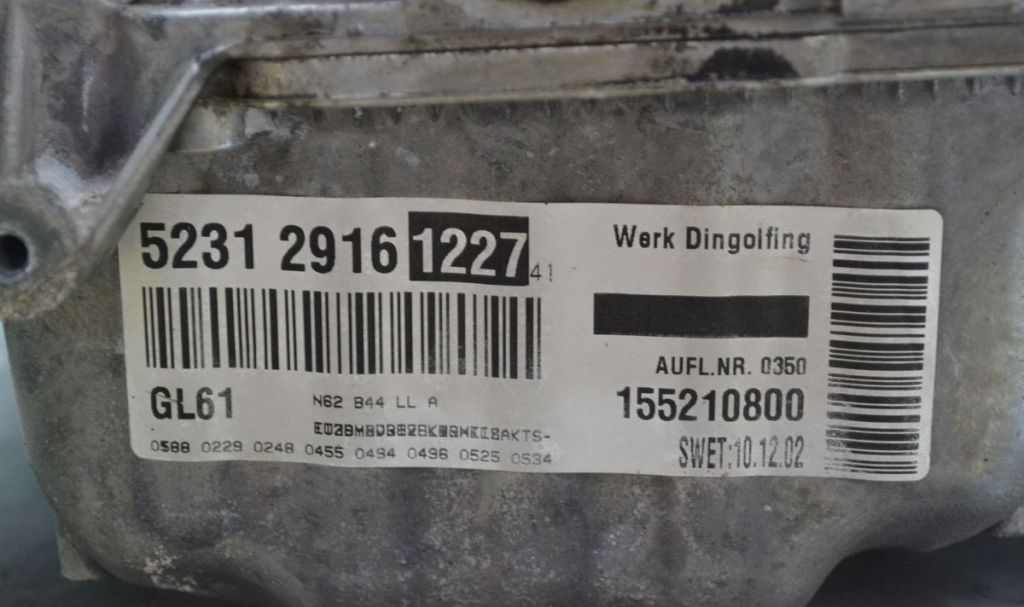 5231 2916 1227 41
Werk Dingolfing
AUFL.NR. 0350
GL61
N62 B44 LL A
155210800
0588 0229 0248 0455 0494 0496 0525 0534
SWET:10.12.02